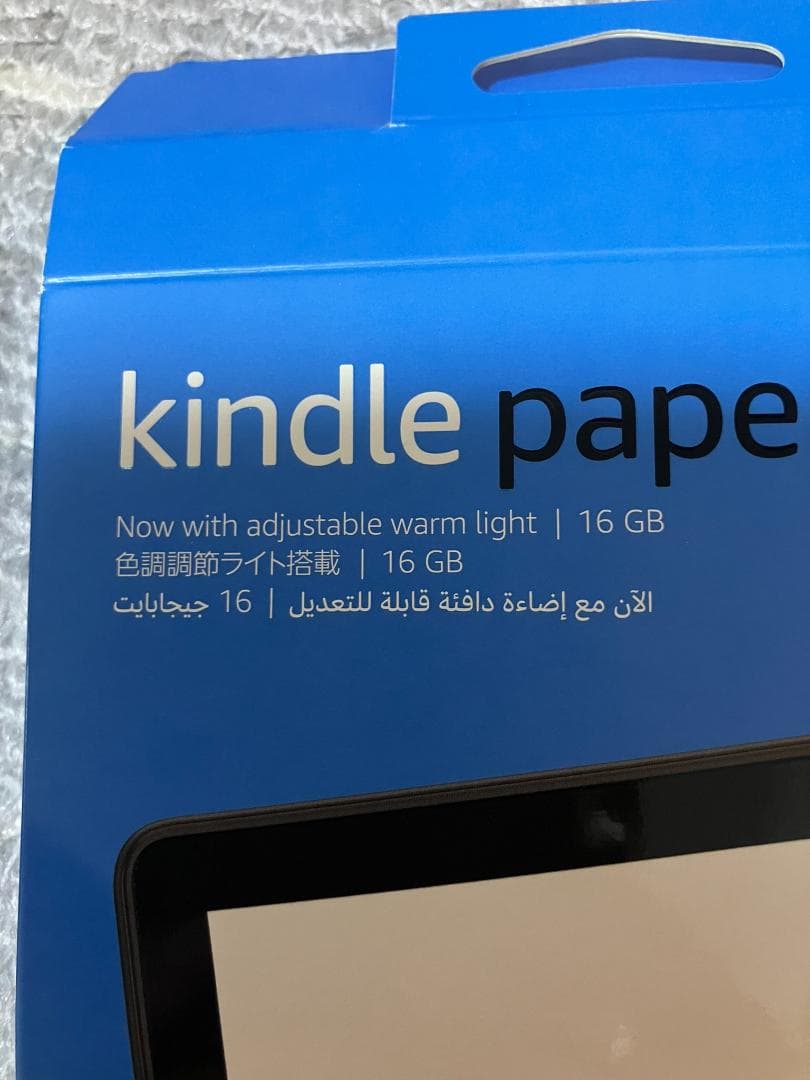 kindle pape
Now with adjustable warm light | 16 GB
色調調節ライト搭載 | 16 GB
الآن مع إضاءة دافئة قابلة للتعديل | 16 جيجابايت